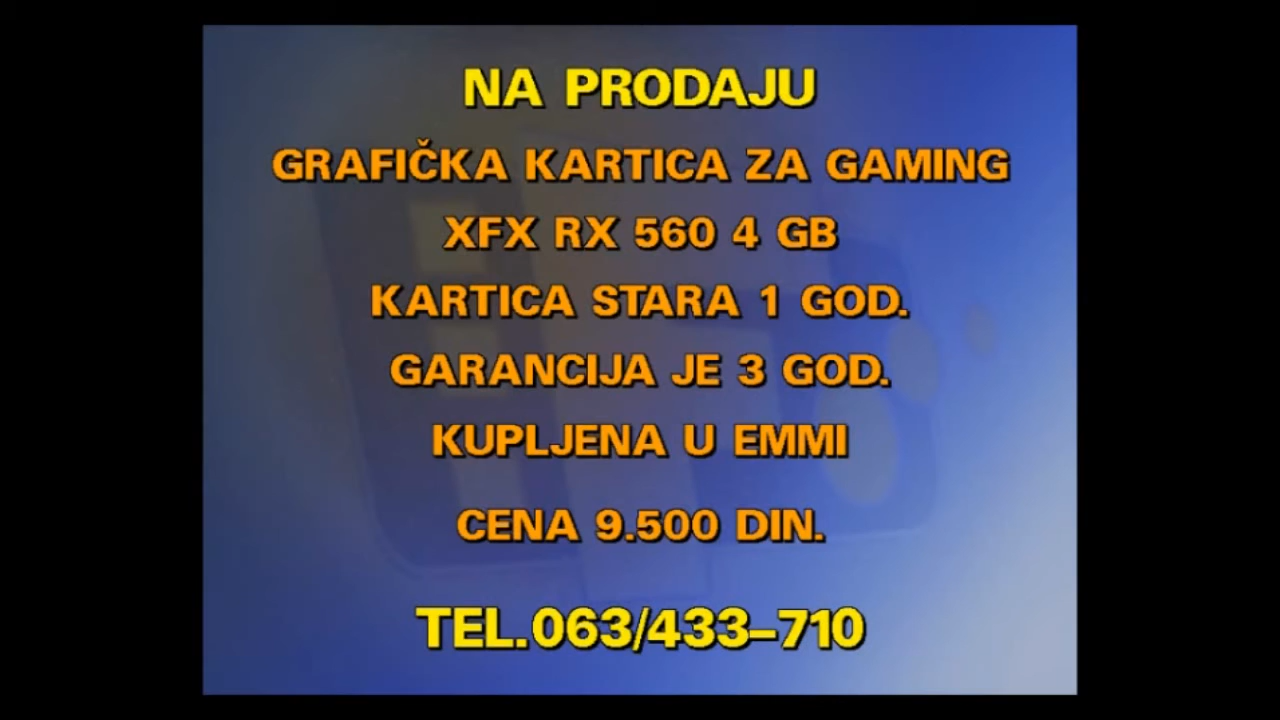 NA PRODAJU
GRAFIČKA KARTICA ZA GAMING
XFX RX 560 4 GB
KARTICA STARA 1 GOD.
GARANCIJA JE 3 GOD.
KUPLJENA U EMMI
CENA 9.500 DIN.
TEL.063/433-710